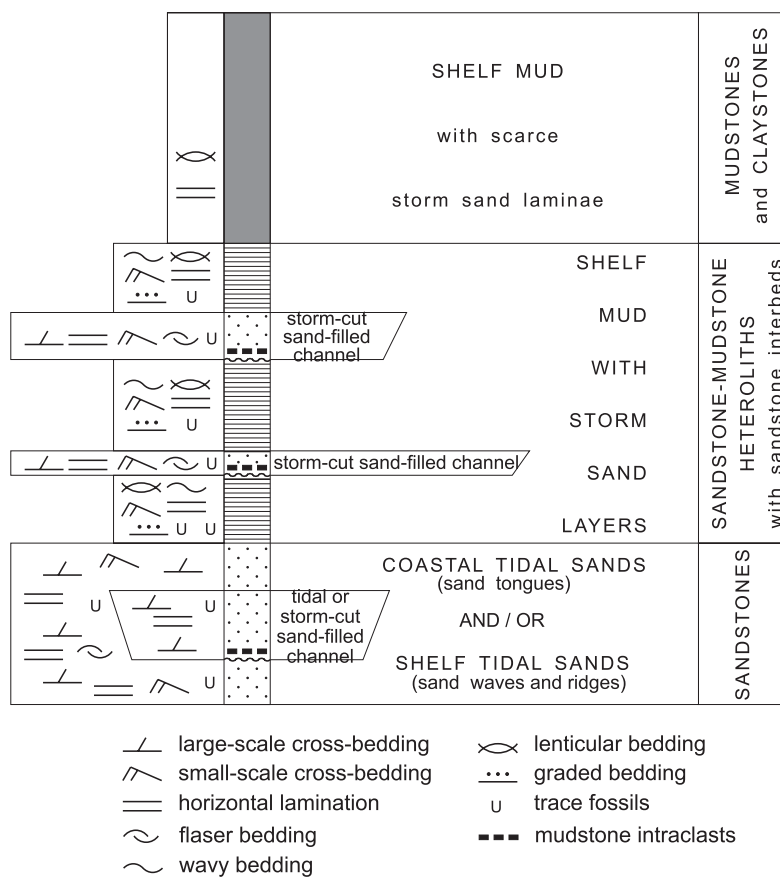 SHELF MUD
with scarce
storm sand laminae
MUDSTONES
and CLAYSTONES
SHELF
MUD
WITH
STORM
SAND
LAYERS
U
storm-cut
sand-filled
channel
U
U
storm-cut sand-filled channel
U
U U
SANDSTONE-MUDSTONE
HETEROLITHS
with sandstone interbeds
COASTAL TIDAL SANDS
(sand tongues)
AND / OR
SHELF TIDAL SANDS
(sand waves and ridges)
U
U
tidal or
storm-cut
sand-filled
channel
U
SANDSTONES
large-scale cross-bedding
small-scale cross-bedding
horizontal lamination
flaser bedding
wavy bedding
lenticular bedding
graded bedding
U trace fossils
mudstone intraclasts